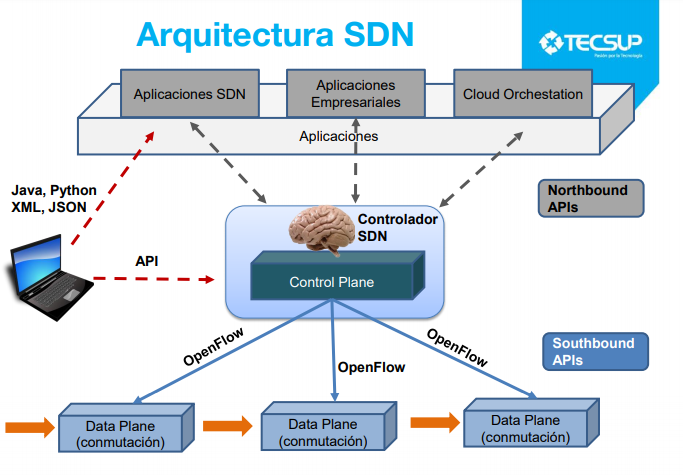 Arquitectura SDN
TECSUP
Pasión por la Tecnología
Aplicaciones SDN
Aplicaciones
Empresariales
Cloud Orchestation
Aplicaciones
Java, Python
XML, JSON
Northbound
APIs
Controlador
SDN
API
Control Plane
OpenFlow
OpenFlow
OpenFlow
Southbound
APIs
Data Plane
(conmutación)
Data Plane
(conmutación)
Data Plane
(conmutación)